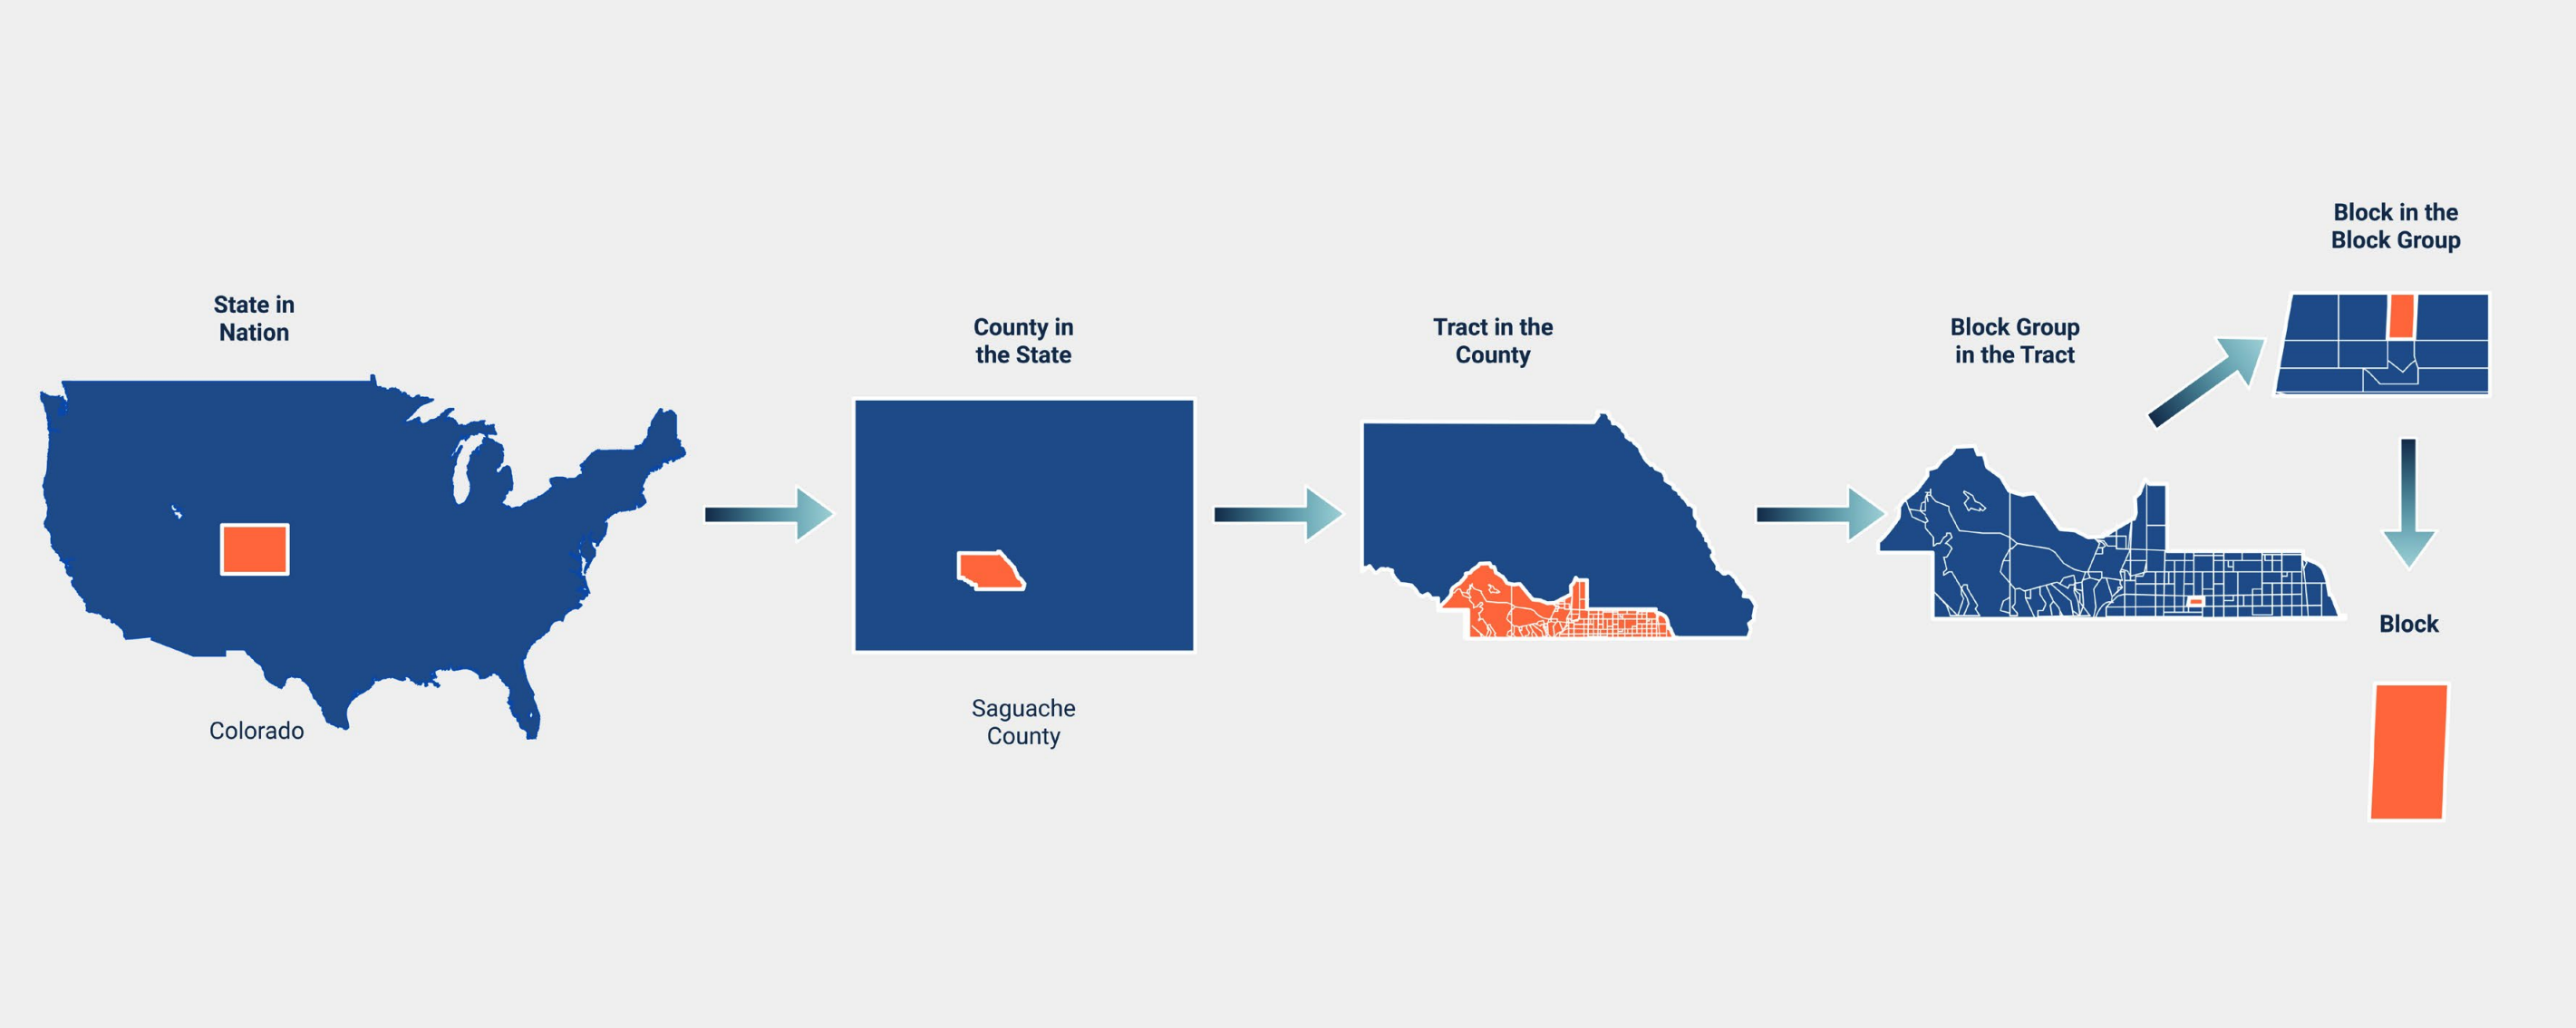 State in
Nation
Colorado
County in
the State
Saguache
County
Tract in the
County
Block Group
in the Tract
Block in the
Block Group
Block